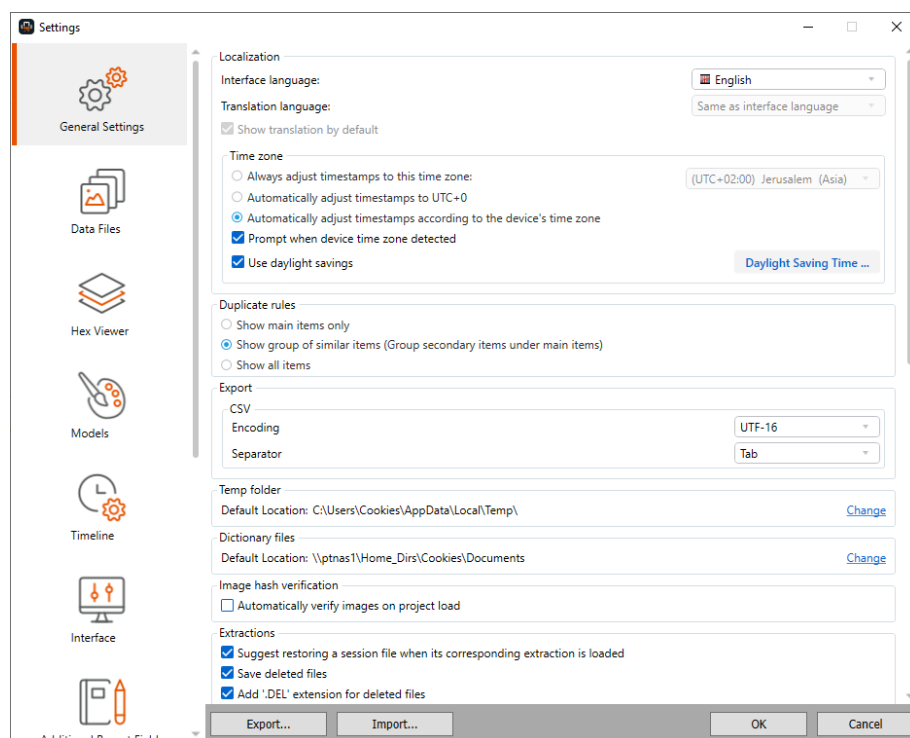 Settings
General Settings
Data Files
Hex Viewer
Models
Timeline
Interface
Localization
Interface language:
English
Translation language:
Same as interface language
Show translation by default
Time zone
Always adjust timestamps to this time zone:
(UTC+02:00) Jerusalem (Asia)
Automatically adjust timestamps to UTC+0
Automatically adjust timestamps according to the device's time zone
Prompt when device time zone detected
Use daylight savings
Daylight Saving Time ...
Duplicate rules
Show main items only
Show group of similar items (Group secondary items under main items)
Show all items
Export
CSV
Encoding
UTF-16
Separator
Tab
Temp folder
Default Location: C:\Users\Cookies\AppData\Local\Temp\
Change
Dictionary files
Default Location: \\ptnas1\Home_Dirs\Cookies\Documents
Change
Image hash verification
Automatically verify images on project load
Extractions
Suggest restoring a session file when its corresponding extraction is loaded
Save deleted files
Add '.DEL' extension for deleted files
Export...
Import...
OK
Cancel